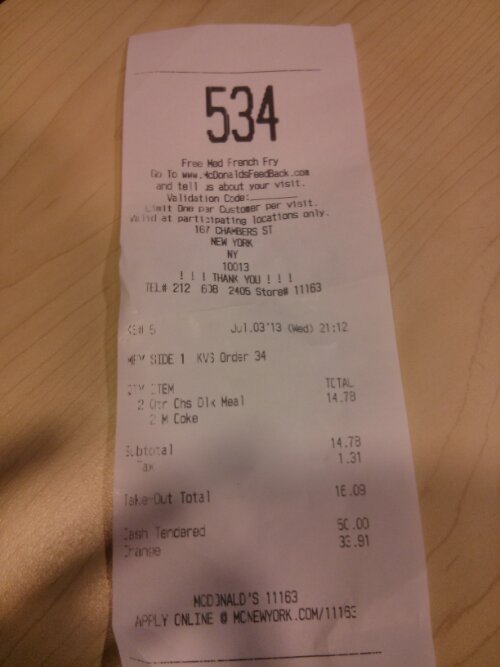 534
Free Med French Fry
Go To www.McDonaldsFeedBack.com
and tell us about your visit.
Validation Code:
Limit One per Customer per visit.
Valid at participating locations only.
167 CHAMBERS ST
NEW YORK
NY
10013
! ! ! THANK YOU ! ! !
TEL# 212 608 2405 Store# 11163
KS# 5 Jul.03'13 (Wed) 21:12
MFY SIDE 1 KVS Order 34
QTY ITEM TOTAL
2 Qtr Chs Dlx Meal 14.78
2 M Coke
Subtotal 14.78
Tax 1.31
Take-Out Total 16.09
Cash Tendered 50.00
Change 33.91
MCDONALD'S 11163
APPLY ONLINE @ MCNEWYORK.COM/11163